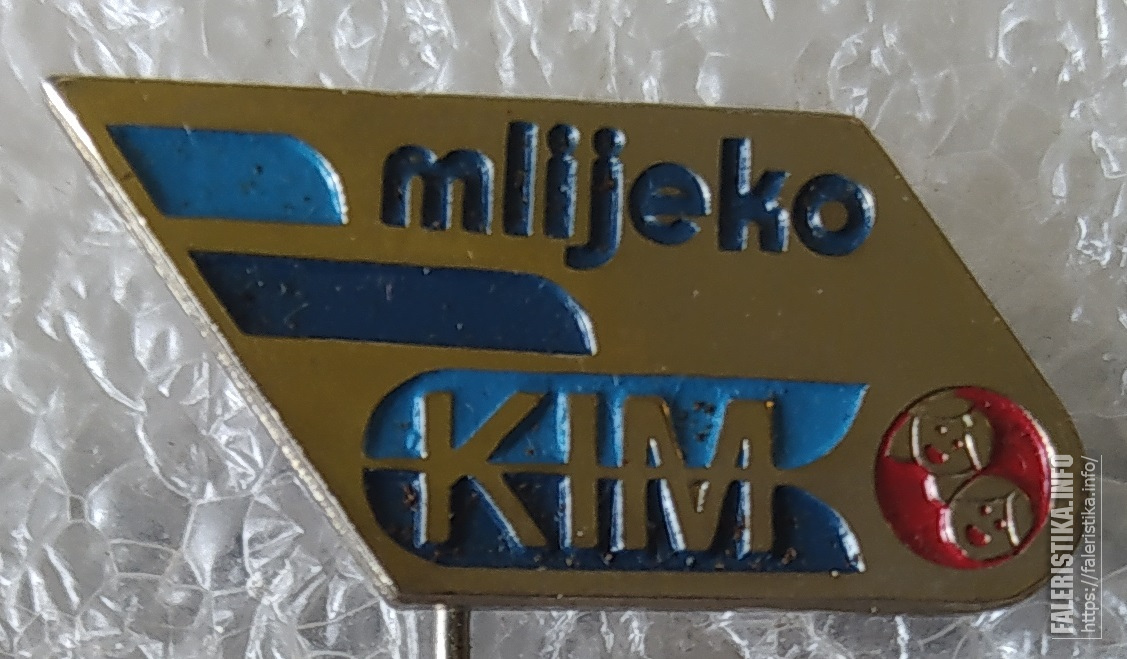 mlijeko
KIM
FALERISTIKA.INFO
https://faleristika.info/